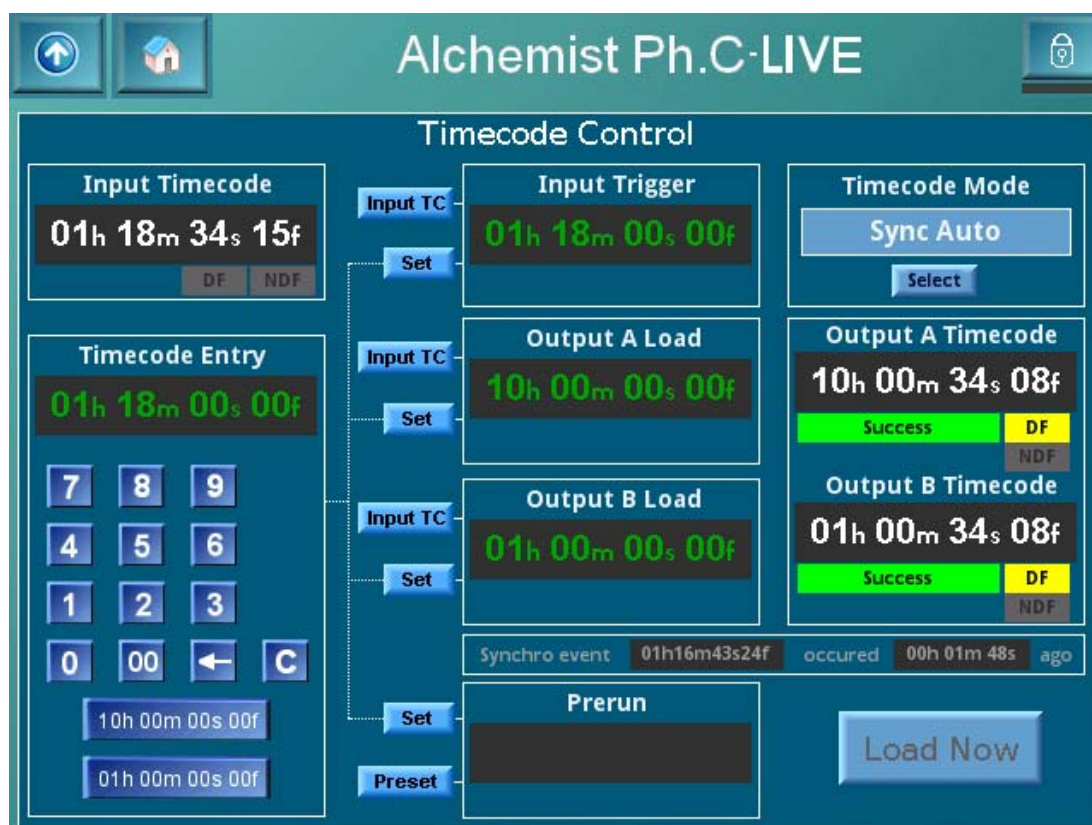 Alchemist Ph.C-LIVE
Timecode Control
Input Timecode
01h 18m 34s 15f
DF NDF
Timecode Entry
01h 18m 00s 00f
7 8 9
4 5 6
1 2 3
0 00 ← C
10h 00m 00s 00f
01h 00m 00s 00f
Input TC
Set
Input Trigger
01h 18m 00s 00f
Input TC
Set
Output A Load
10h 00m 00s 00f
Input TC
Set
Output B Load
01h 00m 00s 00f
Timecode Mode
Sync Auto
Select
Output A Timecode
10h 00m 34s 08f
Success DF
NDF
Output B Timecode
01h 00m 34s 08f
Success DF
NDF
Synchro event 01h16m43s24f occured 00h 01m 48s ago
Set
Preset
Prerun
Load Now